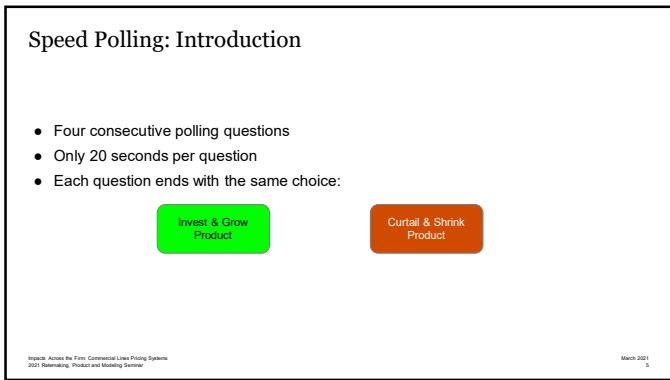 Speed Polling: Introduction
● Four consecutive polling questions
● Only 20 seconds per question
● Each question ends with the same choice:
Invest & Grow
Product
Curtail & Shrink
Product
Impacts Across the Firm: Commercial Lines Pricing Systems
2021 Ratemaking, Product and Modeling Seminar
March 2021
5